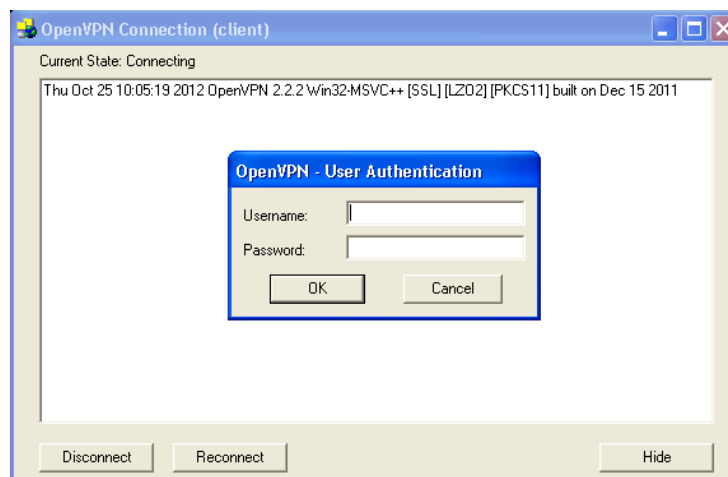 OpenVPN Connection (client)
Current State: Connecting
Thu Oct 25 10:05:19 2012 OpenVPN 2.2.2 Win32-MSVC++ [SSL] [LZO2] [PKCS11] built on Dec 15 2011
OpenVPN - User Authentication
Username:
Password:
OK Cancel
Disconnect Reconnect Hide